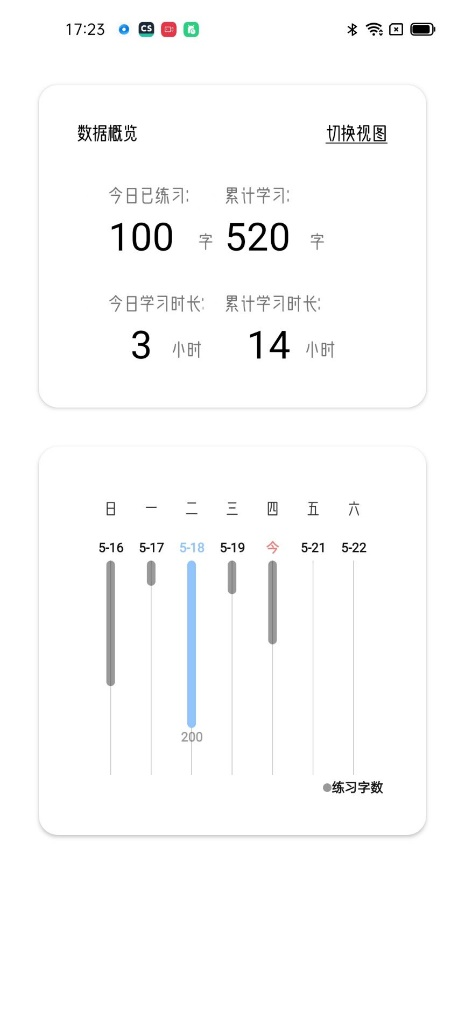 17:23 CS
数据概览 切换视图
今日已练习: 累计学习:
100 字 520 字
今日学习时长: 累计学习时长:
3 小时 14 小时
日 一 二 三 四 五 六
5-16 5-17 5-18 5-19 今 5-21 5-22
200
练习字数